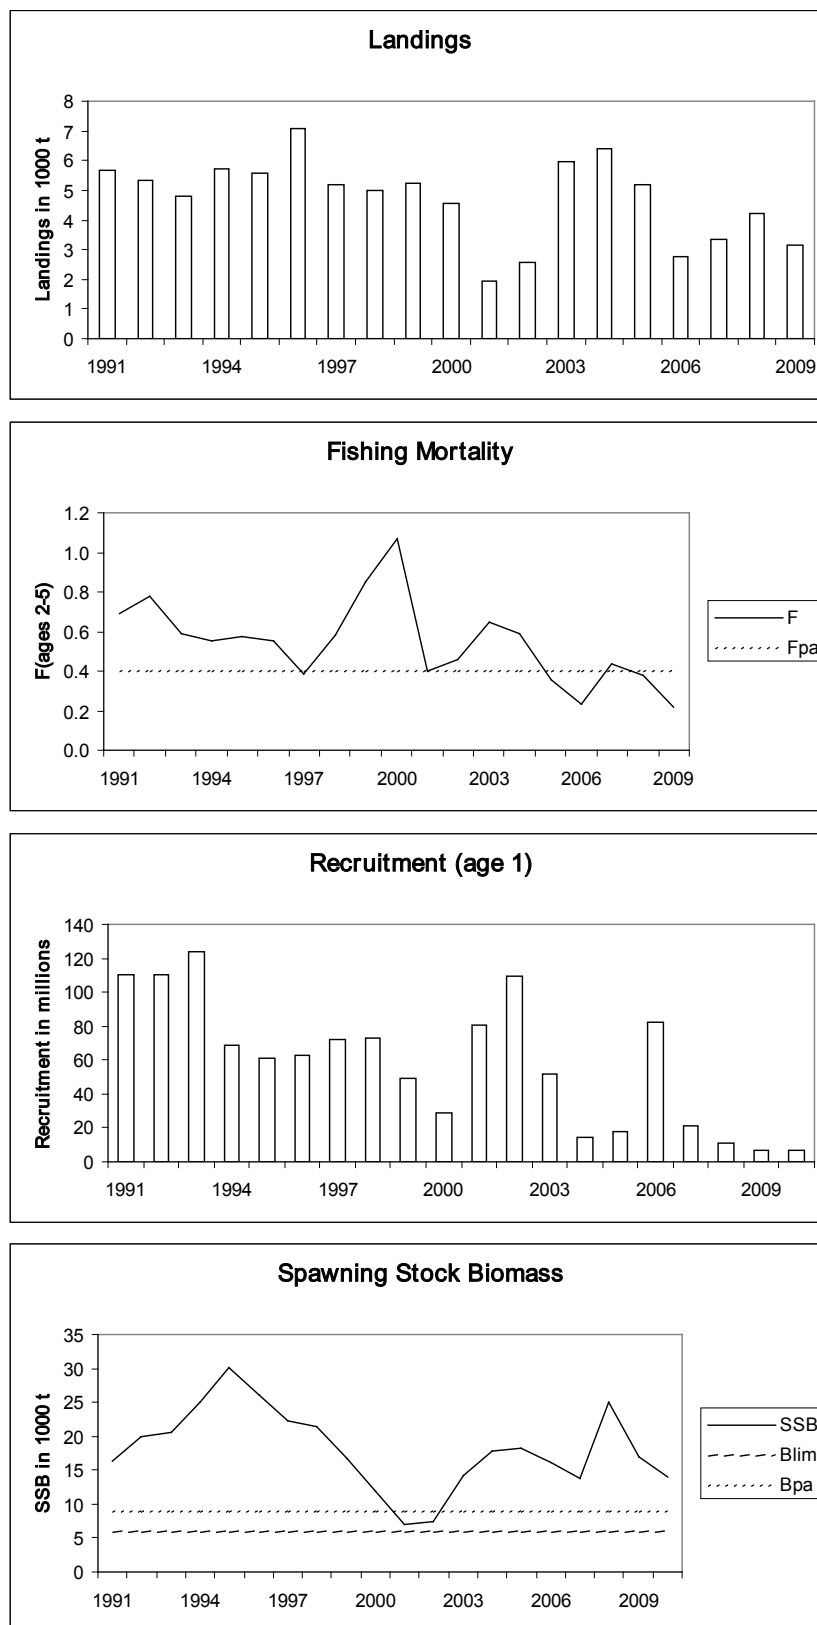 Landings
Landings in 1000 t
8
7
6
5
4
3
2
1
0
1991 1994 1997 2000 2003 2006 2009
Fishing Mortality
F(ages 2-5)
1.2
1.0
0.8
0.6
0.4
0.2
0.0
1991 1994 1997 2000 2003 2006 2009
F
Fpa
Recruitment (age 1)
Recruitment in millions
140
120
100
80
60
40
20
0
1991 1994 1997 2000 2003 2006 2009
Spawning Stock Biomass
SSB in 1000 t
35
30
25
20
15
10
5
0
1991 1994 1997 2000 2003 2006 2009
SSB
Blim
Bpa